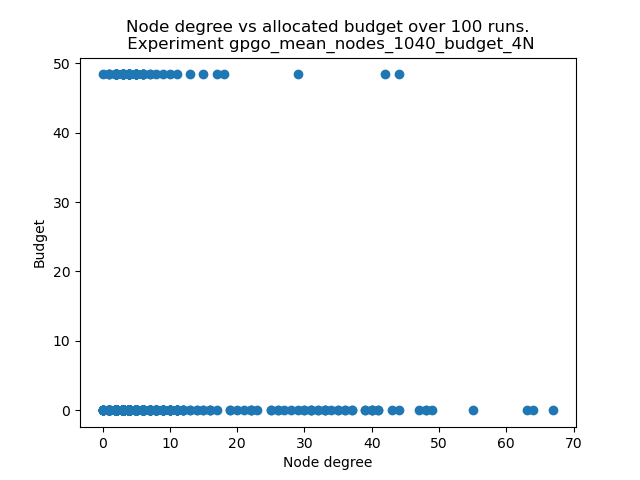 Node degree vs allocated budget over 100 runs.
Experiment gpgo_mean_nodes_1040_budget_4N
50
40
30
20
10
0
Budget
0 10 20 30 40 50 60 70
Node degree